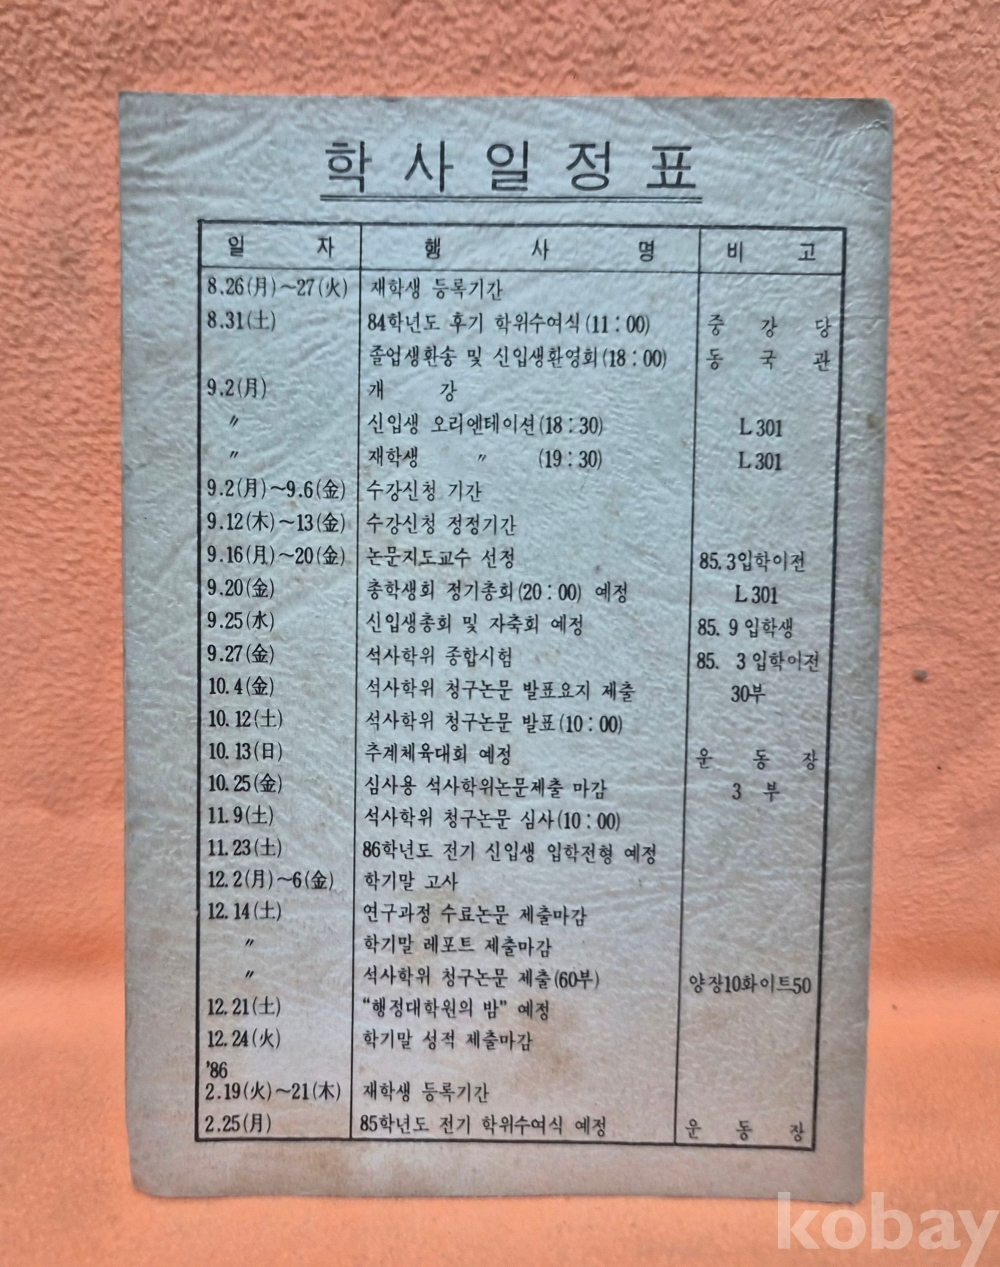 학사일정표
일 자 행 사 명 비 고
8.26(月)~27(火) 재학생 등록기간
8.31(土) 84학년도 후기 학위수여식(11:00) 중 강 당
졸업생환송 및 신입생환영회(18:00) 동 국 관
9.2(月) 개 강
〃 신입생 오리엔테이션(18:30) L301
〃 재학생 〃 (19:30) L301
9.2(月)~9.6(金) 수강신청 기간
9.12(木)~13(金) 수강신청 정정기간
9.16(月)~20(金) 논문지도교수 선정 85.3입학이전
9.20(金) 총학생회 정기총회(20:00) 예정 L301
9.25(水) 신입생총회 및 자축회 예정 85. 9입학생
9.27(金) 석사학위 종합시험 85. 3입학이전
10.4(金) 석사학위 청구논문 발표요지 제출 30부
10.12(土) 석사학위 청구논문 발표(10:00)
10.13(日) 추계체육대회 예정 운 동 장
10.25(金) 심사용 석사학위논문제출 마감 3 부
11.9(土) 석사학위 청구논문 심사(10:00)
11.23(土) 86학년도 전기 신입생 입학전형 예정
12.2(月)~6(金) 학기말 고사
12.14(土) 연구과정 수료논문 제출마감
〃 학기말 레포트 제출마감
〃 석사학위 청구논문 제출(60부) 양장10화이트50
12.21(土) “행정대학원의 밤” 예정
12.24(火) 학기말 성적 제출마감
'86
2.19(火)~21(木) 재학생 등록기간
2.25(月) 85학년도 전기 학위수여식 예정 운 동 장
kobay